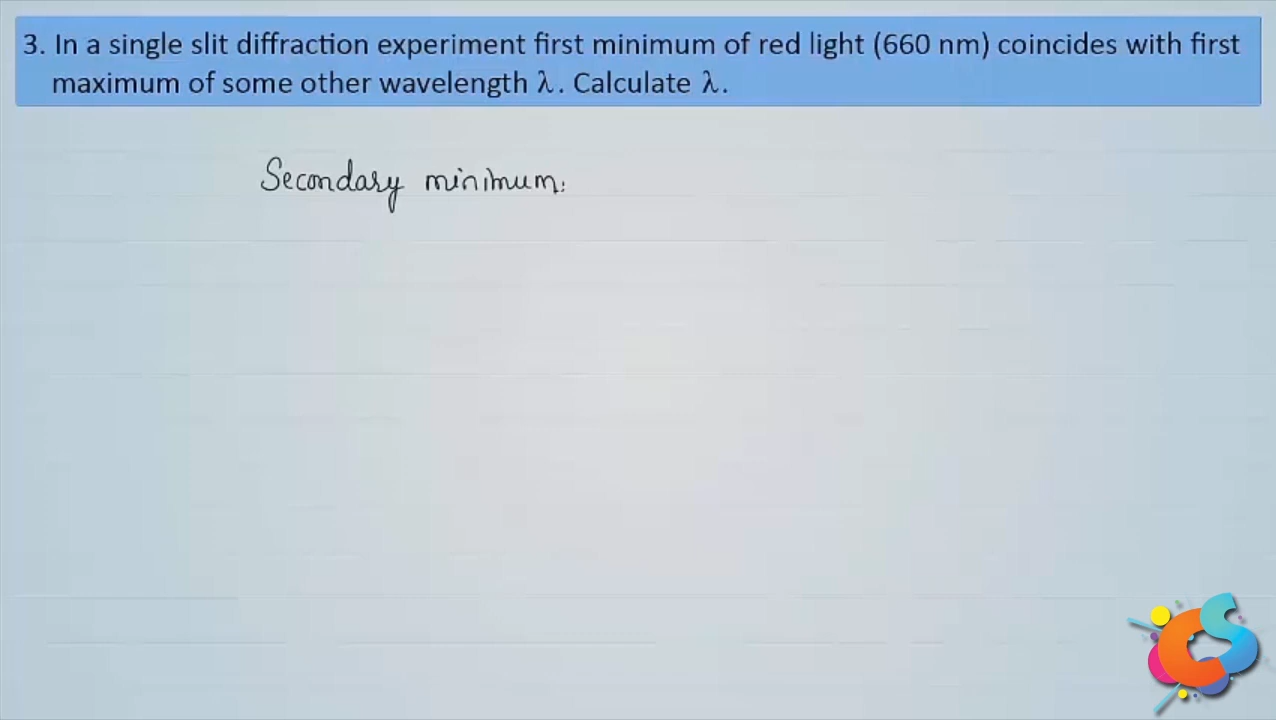 3. In a single slit diffraction experiment first minimum of red light (660 nm) coincides with first
maximum of some other wavelength λ. Calculate λ.
Secondary minimum:
CS